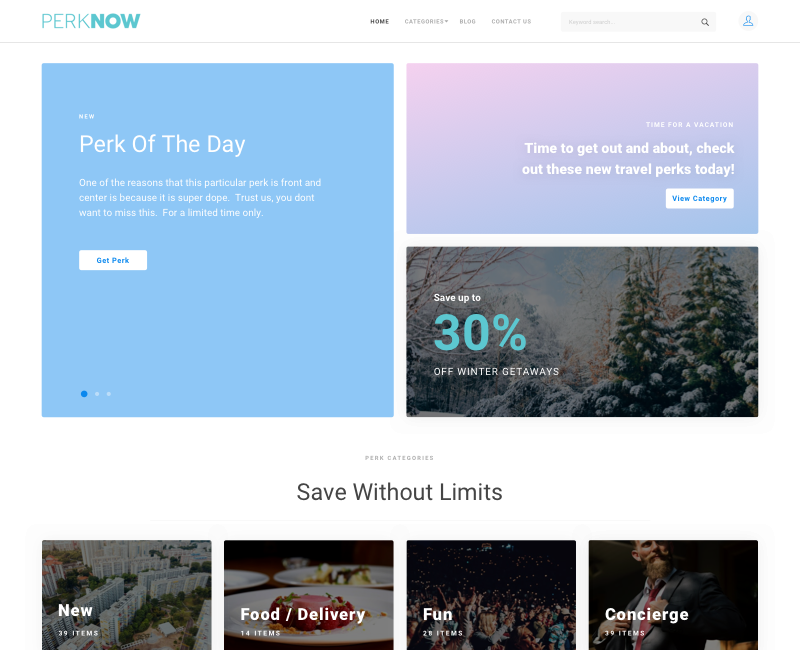 PERKNOW
HOME
CATEGORIES
BLOG
CONTACT US
Keyword search...
NEW
Perk Of The Day
One of the reasons that this particular perk is front and
center is because it is super dope. Trust us, you dont
want to miss this. For a limited time only.
Get Perk
TIME FOR A VACATION
Time to get out and about, check
out these new travel perks today!
View Category
Save up to
30%
OFF WINTER GETAWAYS
PERK CATEGORIES
Save Without Limits
New
39 ITEMS
Food / Delivery
14 ITEMS
Fun
28 ITEMS
Concierge
39 ITEMS